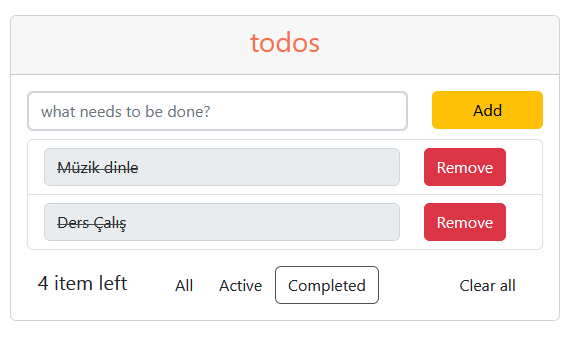 todos
what needs to be done? Add
Müzik dinle Remove
Ders Çalış Remove
4 item left All Active Completed Clear all